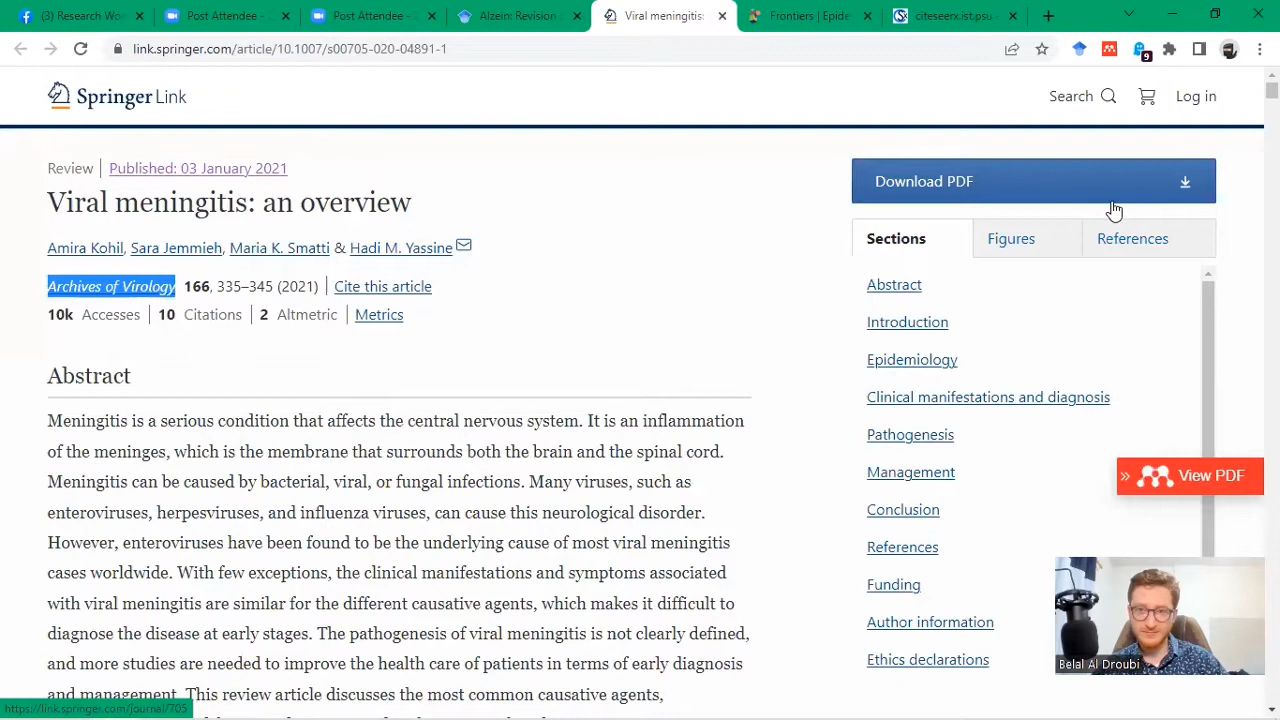 (3) Research Wo
Post Attendee -
Post Attendee -
Alzein: Revision
Viral meningitis:
Frontiers | Epide
citeseerx.ist.psu
link.springer.com/article/10.1007/s00705-020-04891-1
9
Springer Link
Search
Log in
Review | Published: 03 January 2021
Viral meningitis: an overview
Amira Kohil, Sara Jemmieh, Maria K. Smatti & Hadi M. Yassine
Archives of Virology 166, 335–345 (2021) | Cite this article
10k Accesses | 10 Citations | 2 Altmetric | Metrics
Abstract
Meningitis is a serious condition that affects the central nervous system. It is an inflammation
of the meninges, which is the membrane that surrounds both the brain and the spinal cord.
Meningitis can be caused by bacterial, viral, or fungal infections. Many viruses, such as
enteroviruses, herpesviruses, and influenza viruses, can cause this neurological disorder.
However, enteroviruses have been found to be the underlying cause of most viral meningitis
cases worldwide. With few exceptions, the clinical manifestations and symptoms associated
with viral meningitis are similar for the different causative agents, which makes it difficult to
diagnose the disease at early stages. The pathogenesis of viral meningitis is not clearly defined,
and more studies are needed to improve the health care of patients in terms of early diagnosis
and management. This review article discusses the most common causative agents,
Download PDF
Sections
Figures
References
Abstract
Introduction
Epidemiology
Clinical manifestations and diagnosis
Pathogenesis
Management
Conclusion
References
Funding
Author information
Ethics declarations
View PDF
Belal Al Droubi
https://link.springer.com/journal/705